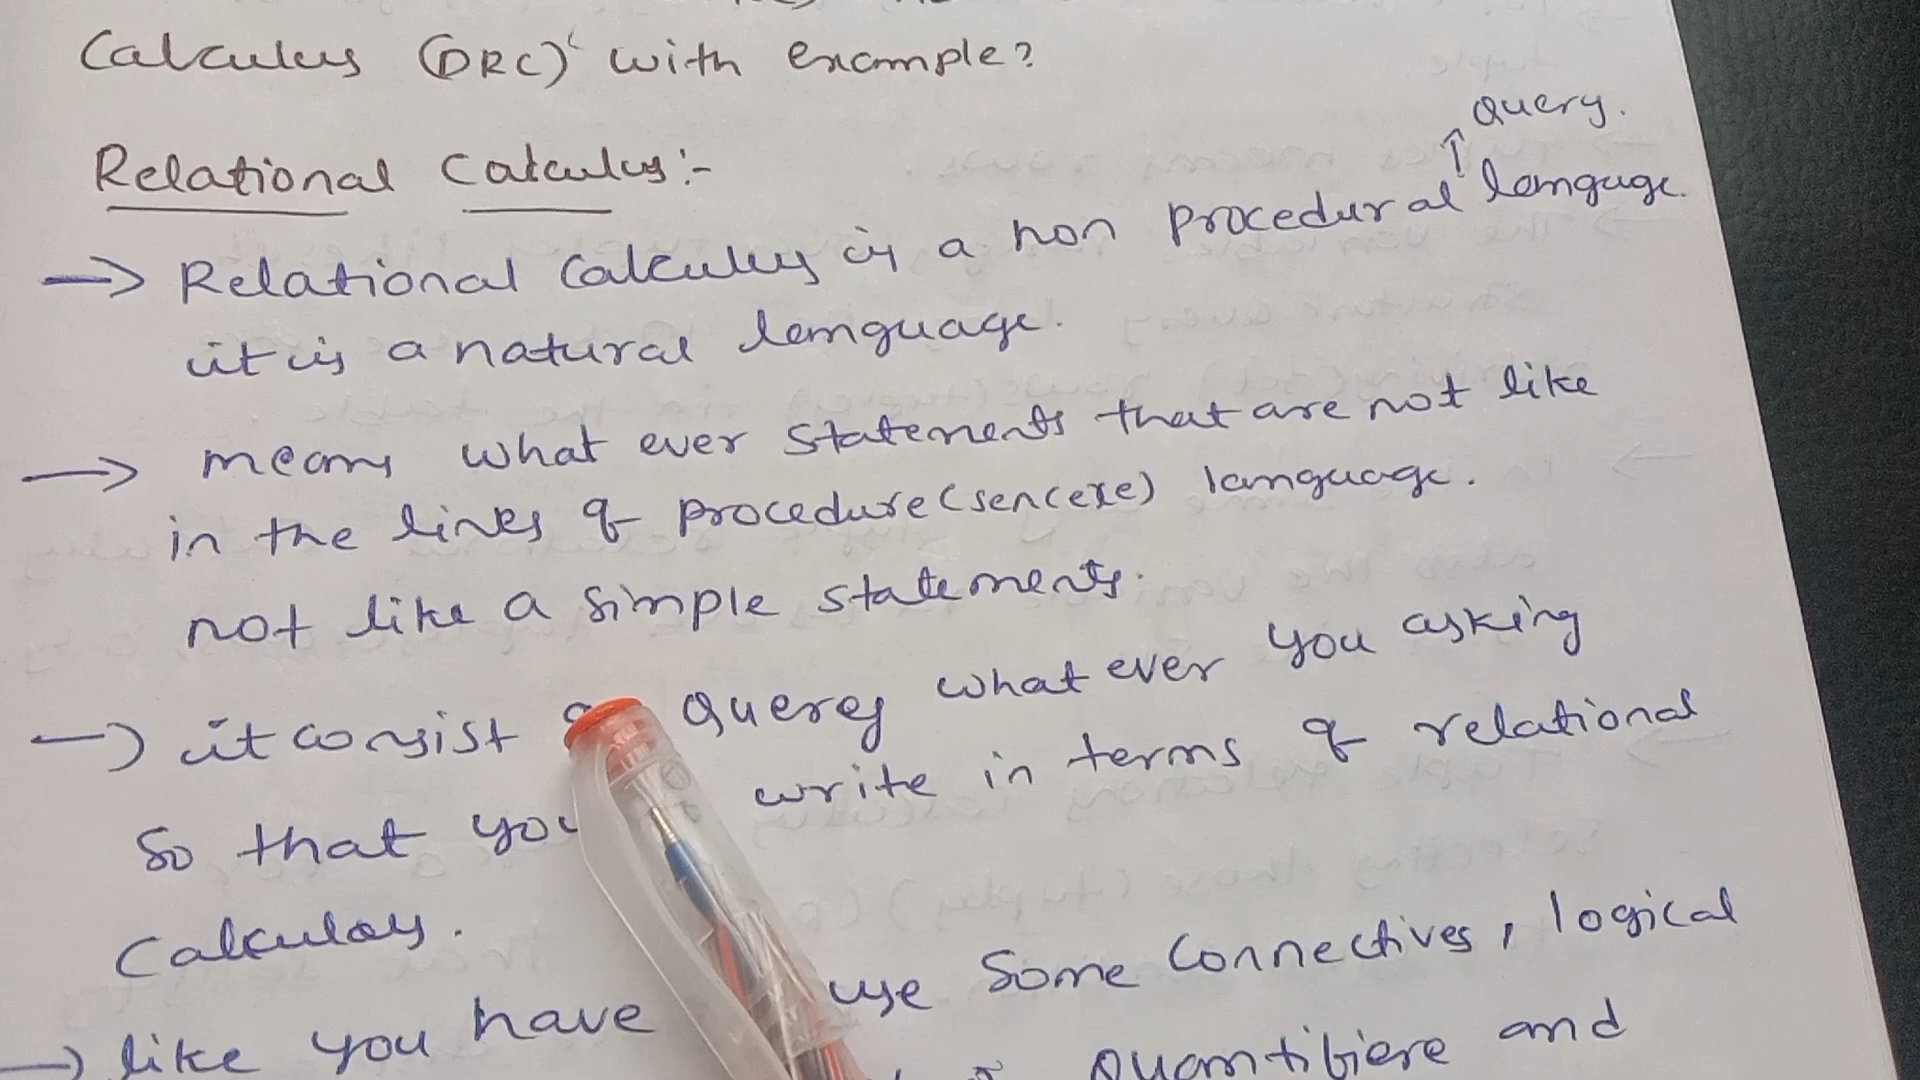 Calculus (DRC) with example?
query.
Relational Calculus:-
→ Relational Calculus is a non procedural ↑ language.
it is a natural language.
→ means what ever statements that are not like
in the lines of procedure ( ) language.
not like a simple statements.
→ it consist Querey what ever you asking
So that you write in terms of relational
Calculus.
→ like you have use some connectives, logical
Quantifiere and